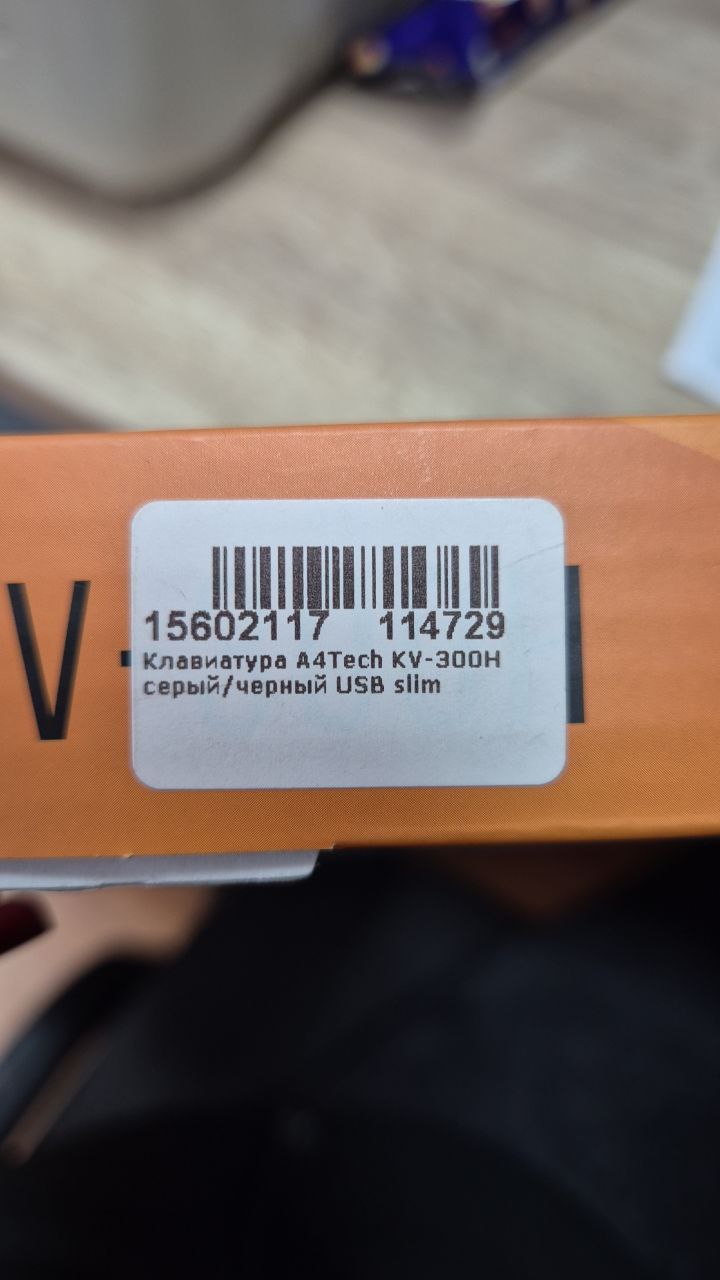 15602117 114729
Клавиатура A4Tech KV-300H
серый/черный USB slim
V-